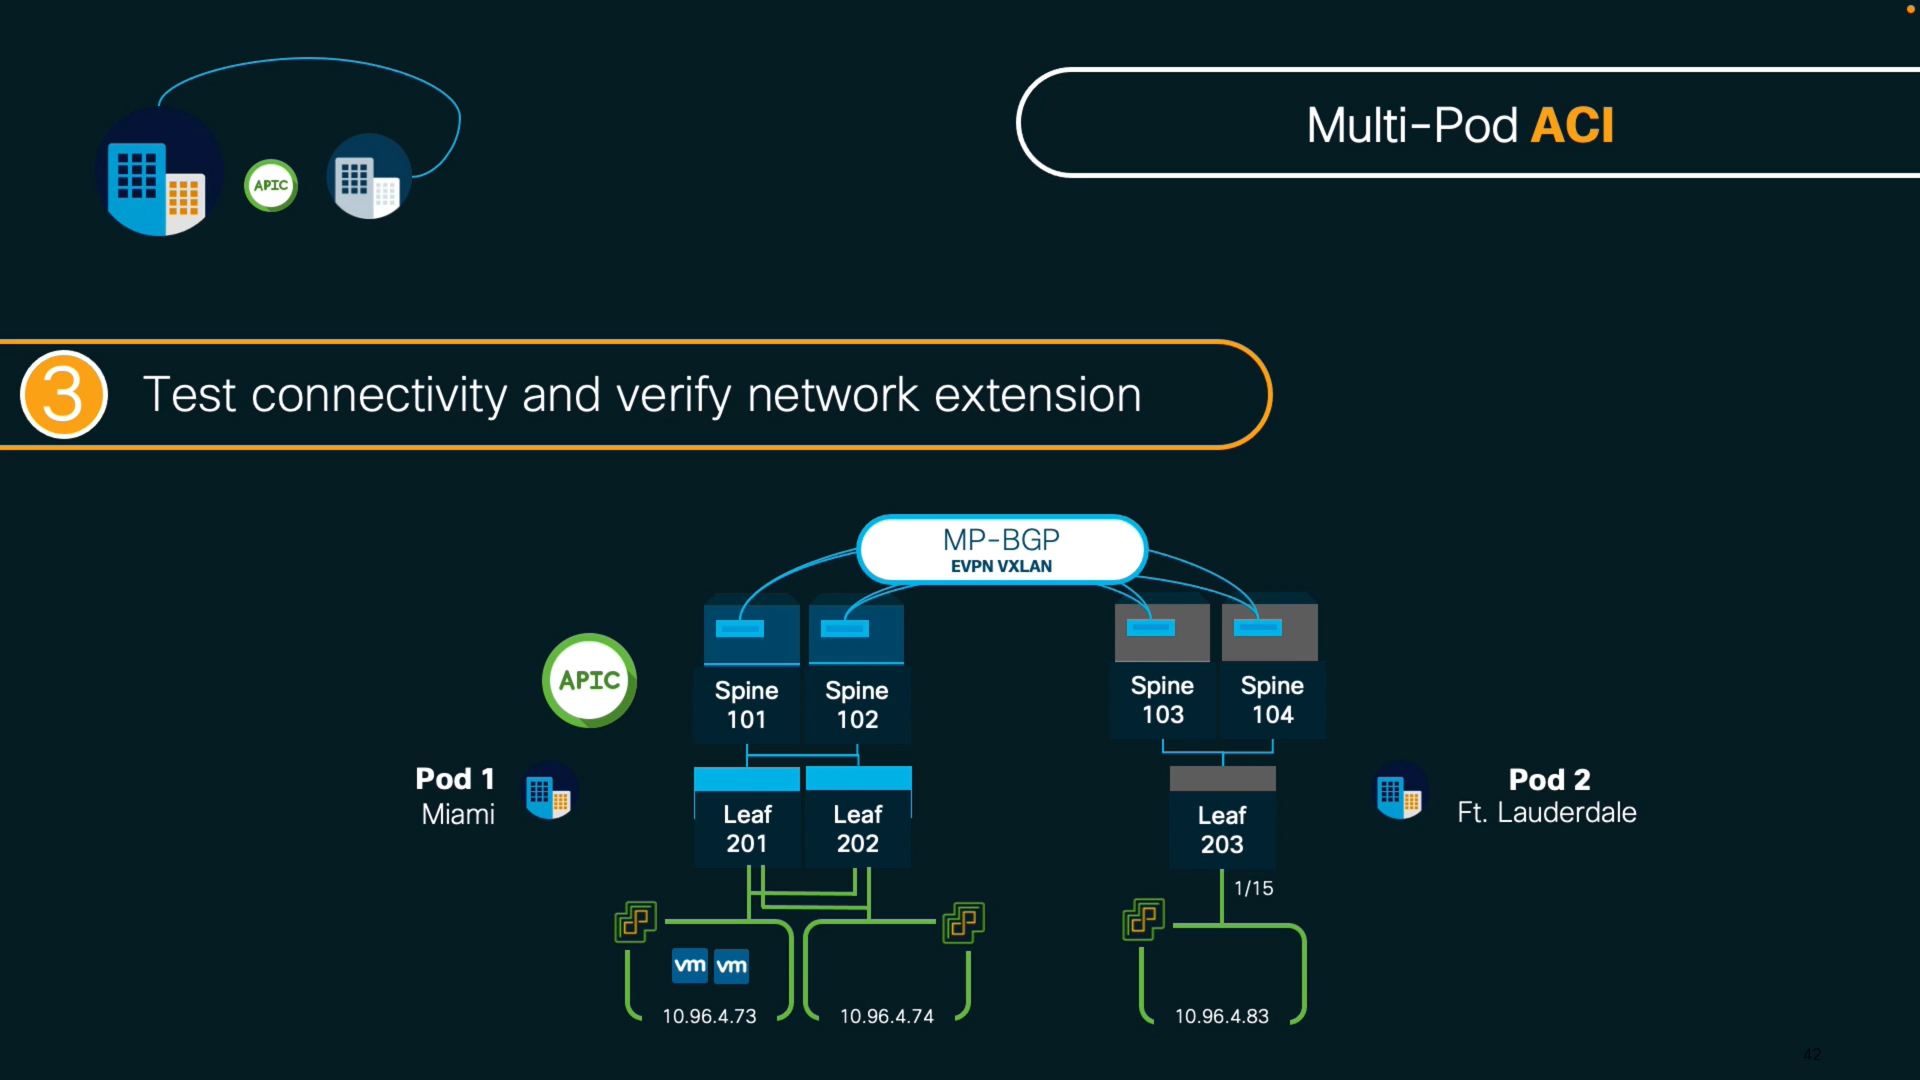 Multi-Pod ACI
APIC
3 Test connectivity and verify network extension
MP-BGP
EVPN VXLAN
APIC
Spine
101
Spine
102
Spine
103
Spine
104
Pod 1
Miami
Leaf
201
Leaf
202
Leaf
203
Pod 2
Ft. Lauderdale
1/15
vm vm
10.96.4.73
10.96.4.74
10.96.4.83
42